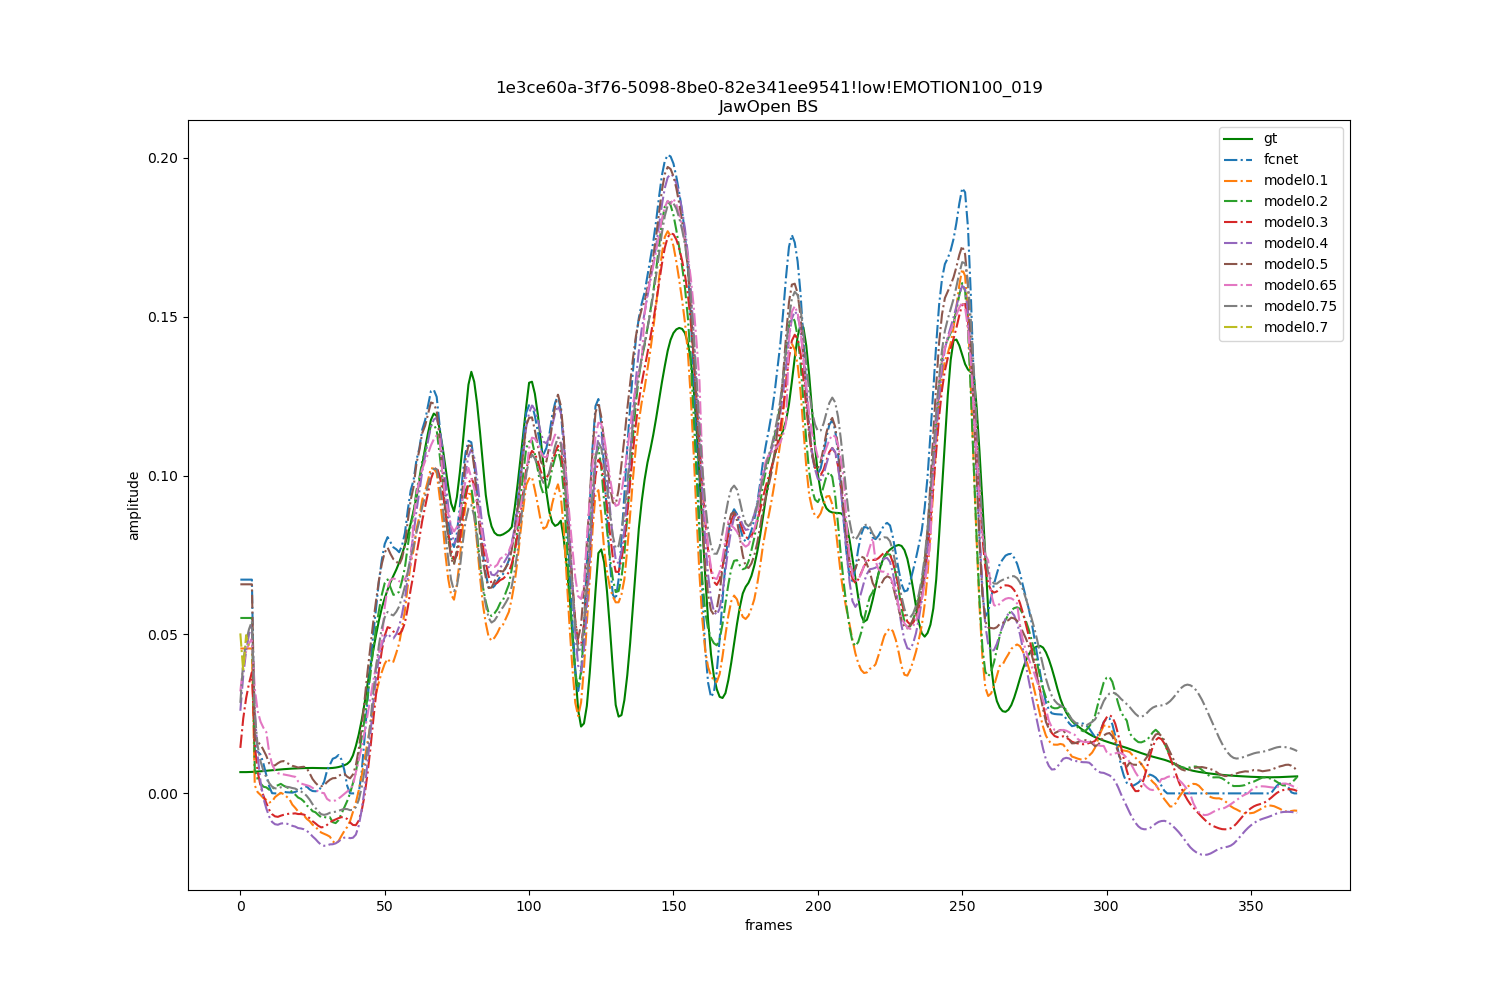 1e3ce60a-3f76-5098-8be0-82e341ee9541!low!EMOTION100_019
JawOpen BS
gt
fcnet
model0.1
model0.2
model0.3
model0.4
model0.5
model0.65
model0.75
model0.7
0.20
0.15
0.10
0.05
0.00
amplitude
0
50
100
150
200
250
300
350
frames